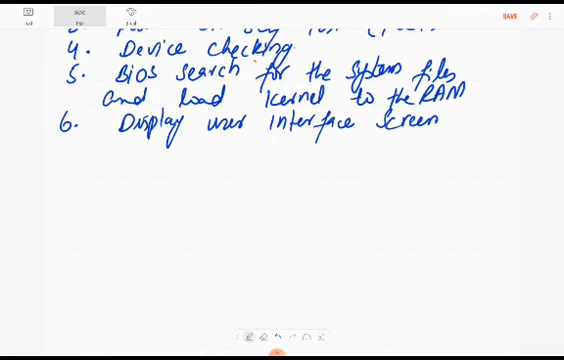 SAVE
4. Device checking
5. Bios search for the system files
and load kernel to the RAM
6. Display user interface screen